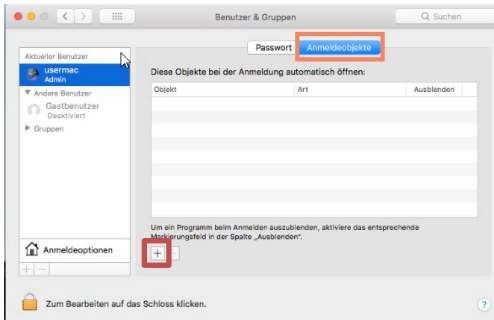 Benutzer & Gruppen
Suchen
Passwort
Anmeldeobjekte
Aktueller Benutzer
usermac
Admin
Andere Benutzer
Gastbenutzer
Deaktiviert
Gruppen
Anmeldeoptionen
Diese Objekte bei der Anmeldung automatisch öffnen:
Objekt
Art
Ausblenden
Um ein Programm beim Anmelden auszublenden, aktiviere das entsprechende
Markierungsfeld in der Spalte „Ausblenden“.
Zum Bearbeiten auf das Schloss klicken.